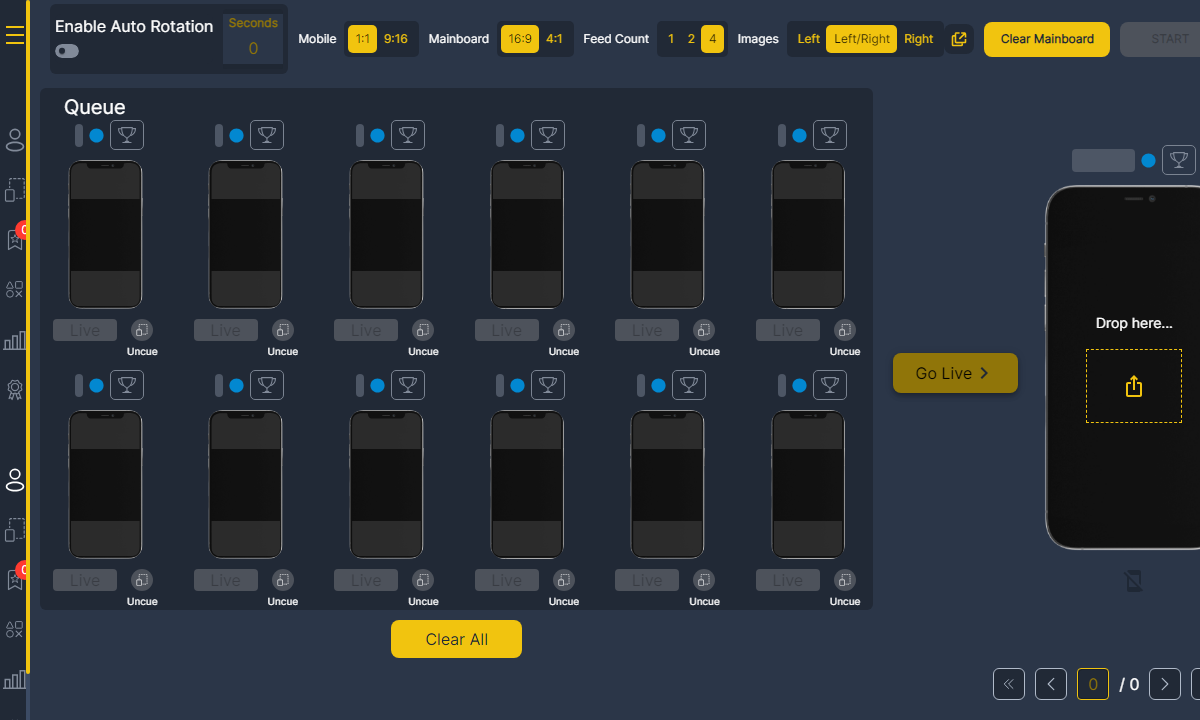 Enable Auto Rotation
Seconds
0
Mobile 1:1 9:16 Mainboard 16:9 4:1 Feed Count 1 2 4 Images Left Left/Right Right Clear Mainboard START
Queue
Live Live Live Live Live Live
Uncue Uncue Uncue Uncue Uncue Uncue
Live Live Live Live Live Live
Uncue Uncue Uncue Uncue Uncue Uncue
Clear All
Go Live
Drop here...
0 / 0